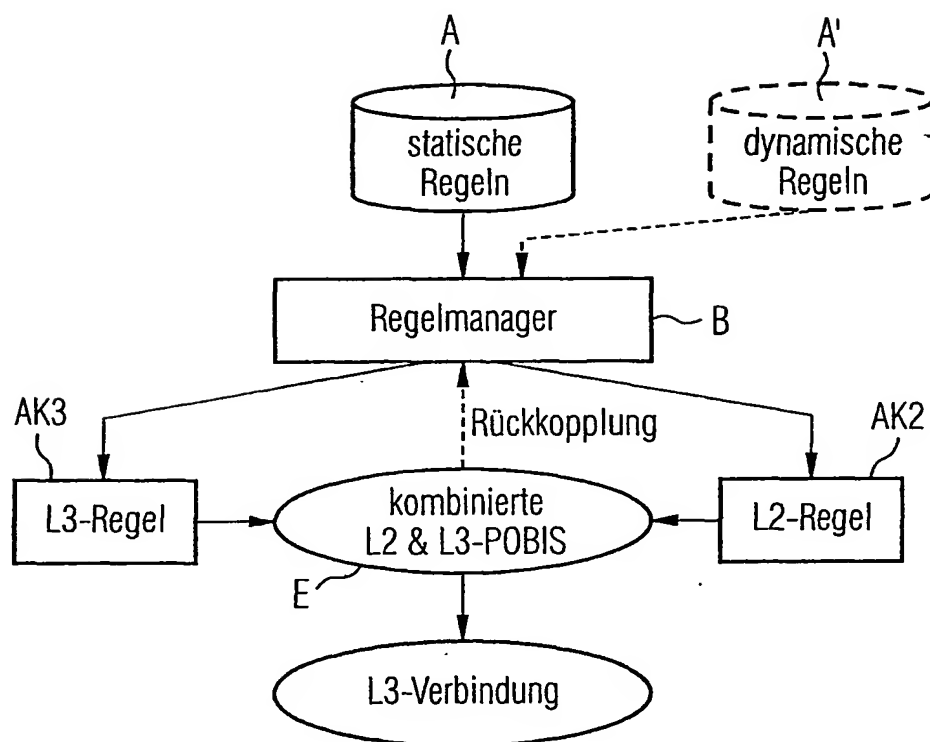 A
A'
statische
Regeln
dynamische
Regeln
Regelmanager
B
AK3
Rückkopplung
AK2
L3-Regel
kombinierte
L2 & L3-POBIS
L2-Regel
E
L3-Verbindung